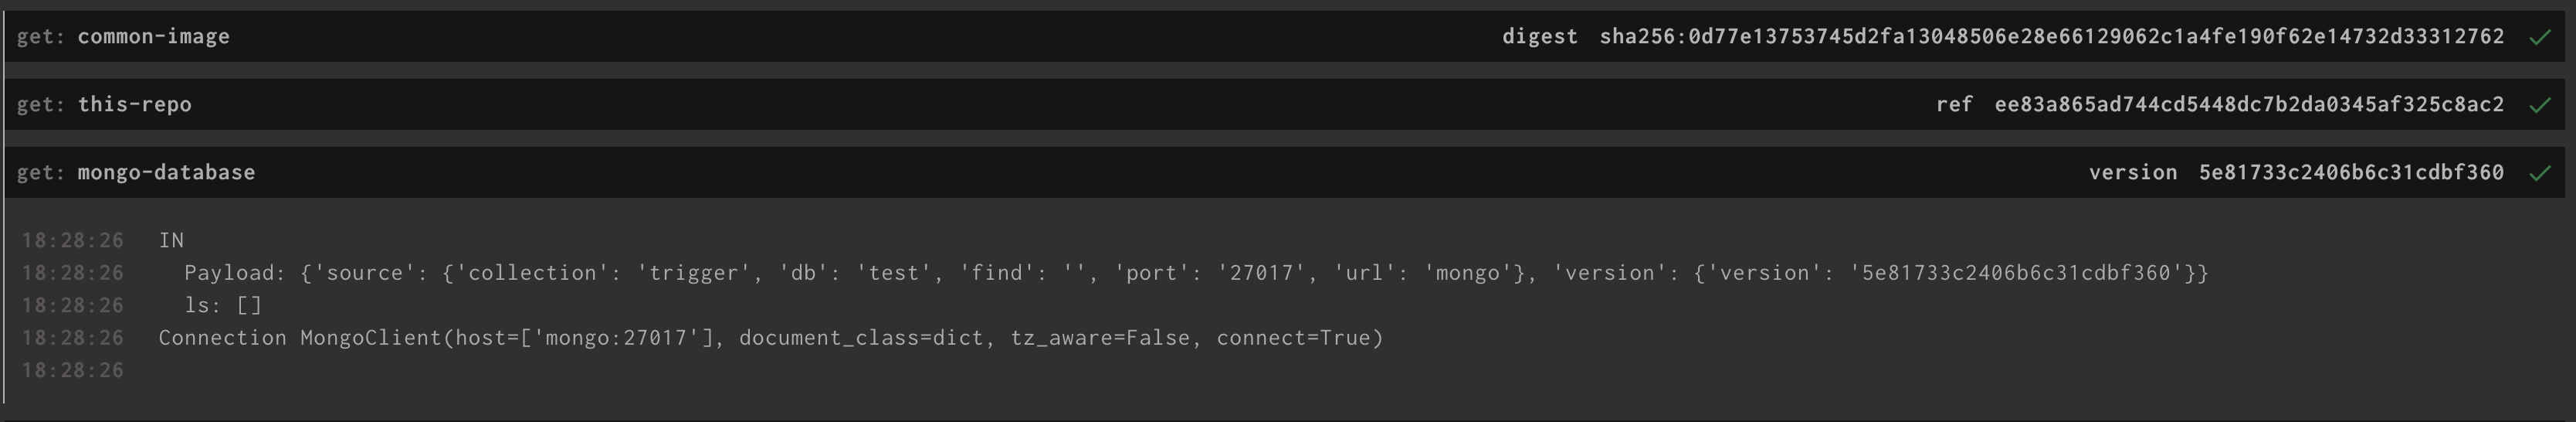 get: common-image digest sha256:0d77e13753745d2fa13048506e28e66129062c1a4fe190f62e14732d33312762
get: this-repo ref ee83a865ad744cd5448dc7b2da0345af325c8ac2
get: mongo-database version 5e81733c2406b6c31cdbf360
18:28:26 IN
18:28:26 Payload: {'source': {'collection': 'trigger', 'db': 'test', 'find': '', 'port': '27017', 'url': 'mongo'}, 'version': {'version': '5e81733c2406b6c31cdbf360'}}
18:28:26 ls: []
18:28:26 Connection MongoClient(host=['mongo:27017'], document_class=dict, tz_aware=False, connect=True)
18:28:26